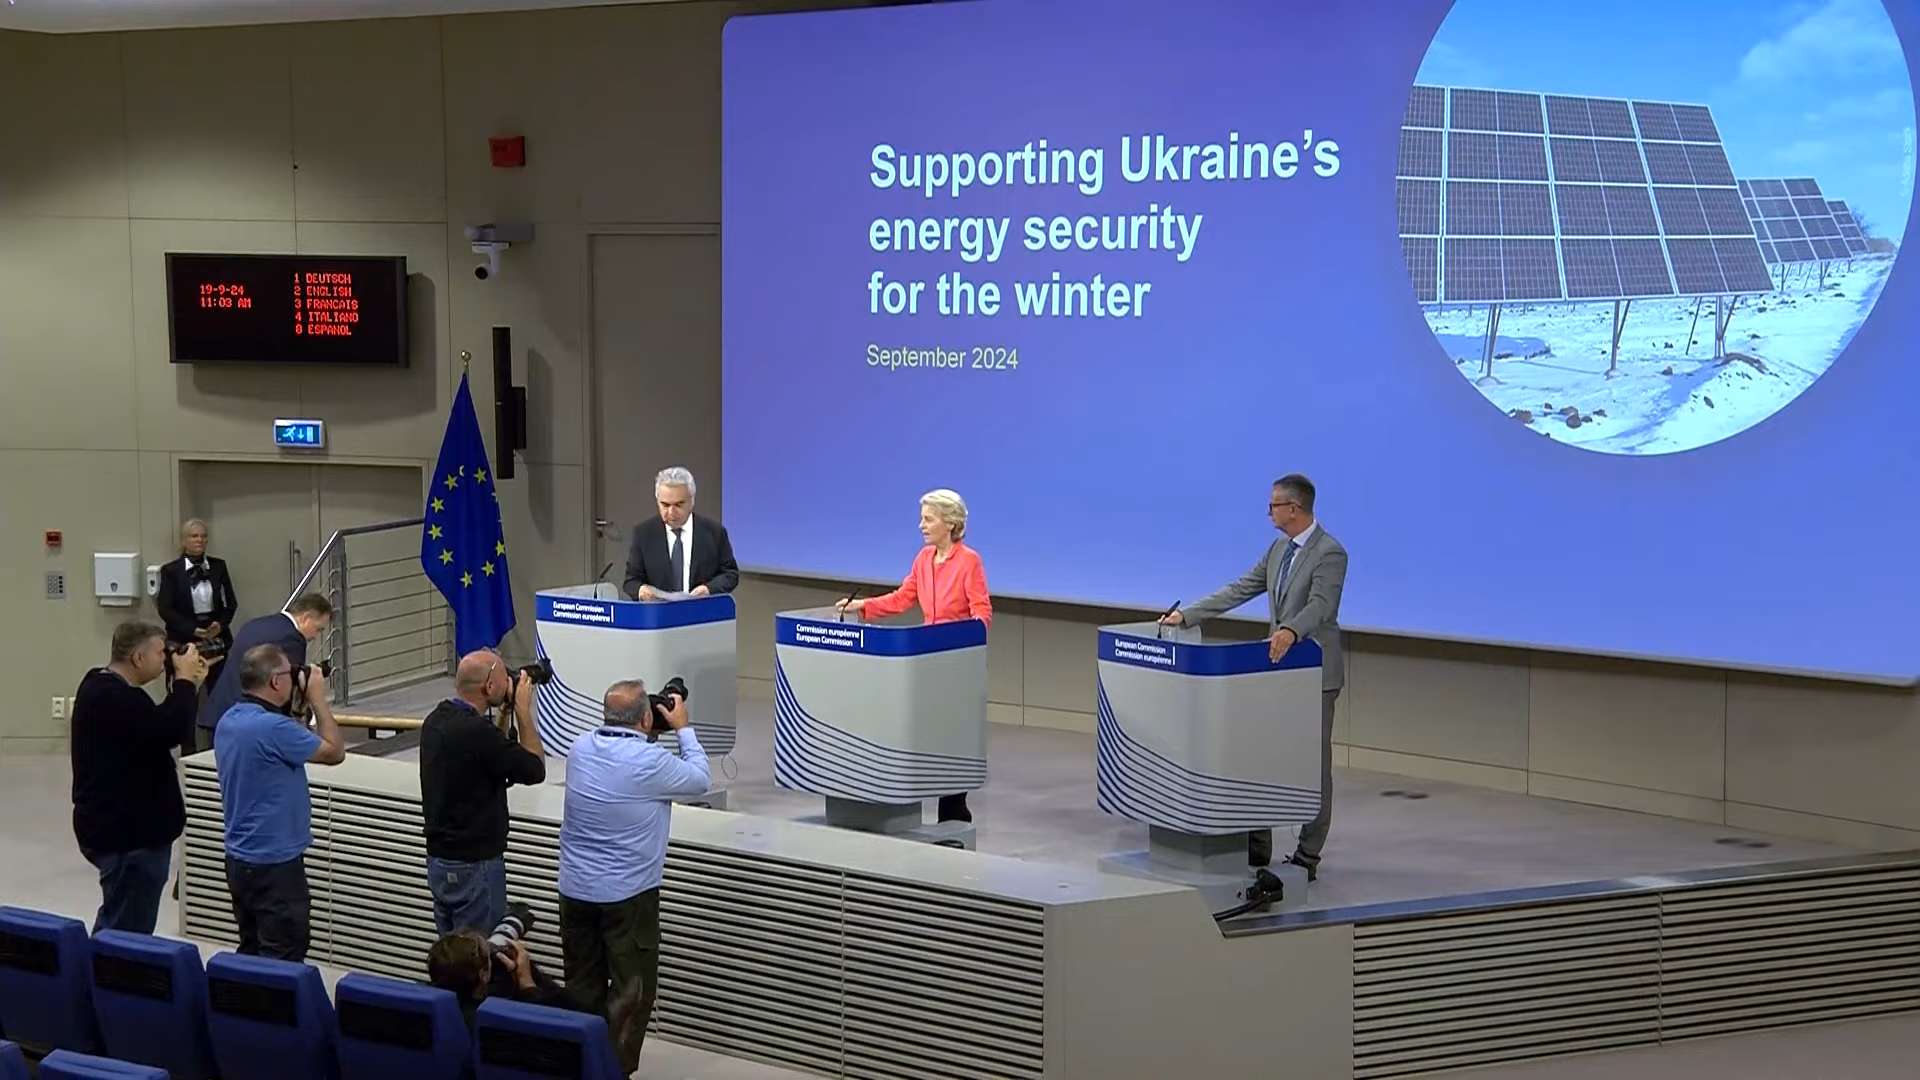 Supporting Ukraine's
energy security
for the winter
September 2024
19-9-24
11:03 AM
1 DEUTSCH
2 ENGLISH
3 FRANCAIS
4 ITALIANO
8 ESPANOL
European Commission
Commission européenne
Commission européenne
European Commission
European Commission
Commission européenne